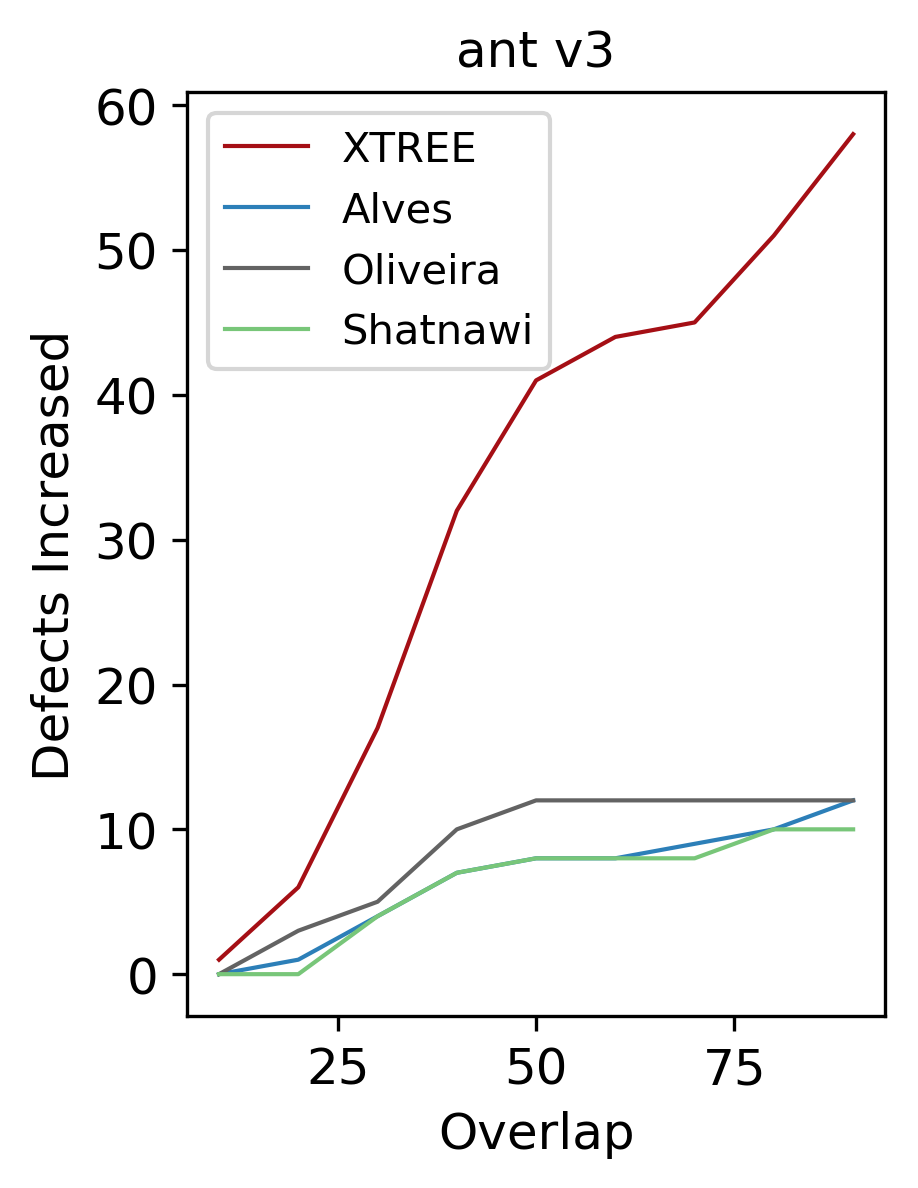 ant v3
60
50
40
30
20
10
0
Defects Increased
XTREE
Alves
Oliveira
Shatnawi
25 50 75
Overlap